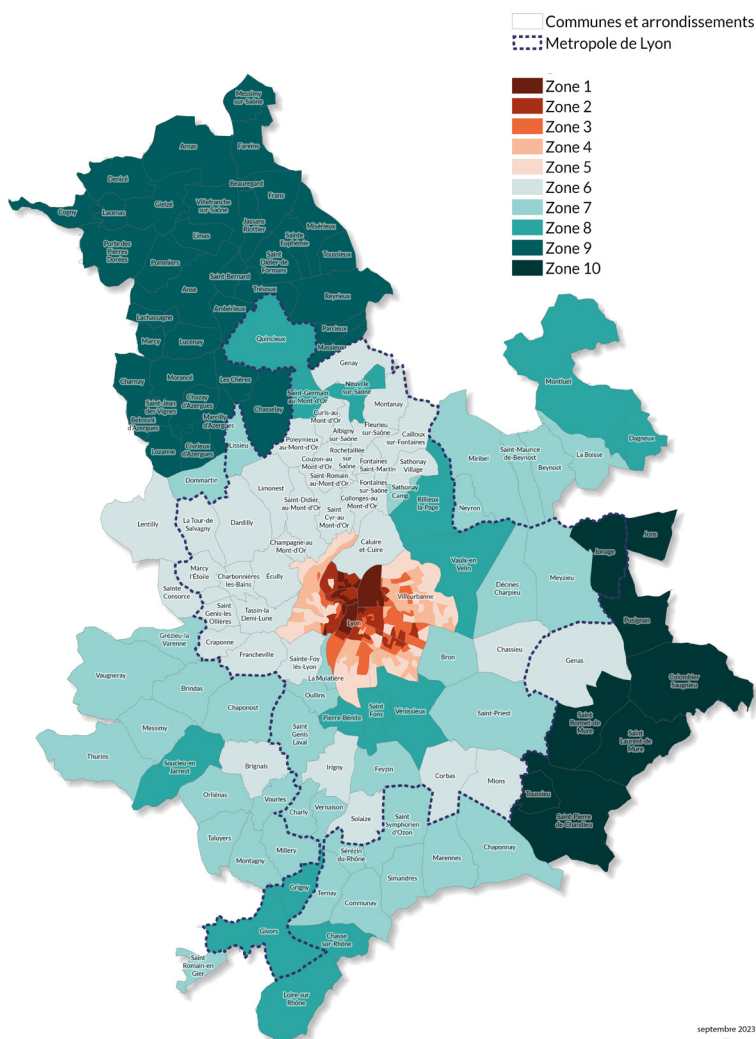 Communes et arrondissements
Metropole de Lyon
Zone 1
Zone 2
Zone 3
Zone 4
Zone 5
Zone 6
Zone 7
Zone 8
Zone 9
Zone 10
Messimy
sur-Saône
Arnas
Fareins
Denicé
Beauregard
Frans
Cogny
Lacenas
Gleizé
Villefranche
sur-Saône
Jassans
Riottier
Misérieux
Limas
Sainte
Euphémie
Porte des
Pierres
Dorées
Pommiers
Saint
Didier de
Formans
Toussieux
Saint-Bernard
Anse
Trévoux
Reyrieux
Ambérieux
Lachassagne
Parcieux
Marcy
Lucenay
Quincieux
Massieux
Genay
Charnay
Morancé
Les Chères
Saint-Germain
au-Mont-d'Or
Neuville
sur-Saône
Montluel
Saint-Jean
des-Vignes
Chazay
d'Azergues
Chasselay
Curis-au
Mont-d'Or
Montanay
Belmont
d'Azergues
Marcilly
d'Azergues
Albigny
sur-Saône
Fleurieu
sur-Saône
Dagneux
Lozanne
Civrieux
d'Azergues
Lissieu
Poleymieux
au-Mont-d'Or
Cailloux
sur-Fontaines
Rochetaillée
sur
Saône
Saint-Maurice
de-Beynost
Miribel
La Boisse
Couzon-au
Mont-d'Or
Fontaines
Saint-Martin
Sathonay
Village
Beynost
Dommartin
Limonest
Saint-Romain
au-Mont-d'Or
Fontaines
sur-Saône
Sathonay
Camp
Rillieux
la Pape
Neyron
Lentilly
La Tour-de
Salvagny
Dardilly
Saint-Didier
au-Mont-d'Or
Collonges-au
Mont-d'Or
Saint
Cyr-au
Mont-d'Or
Jons
Champagne-au
Mont-d'Or
Caluire
et-Cuire
Jonage
Marcy
l'Étoile
Vaulx-en
Velin
Meyzieu
Charbonnières
les-Bains
Écully
Décines
Charpieu
Sainte
Consorce
Villeurbanne
Saint
Genis-les
Ollières
Tassin-la
Demi-Lune
Lyon
Pusignan
Grézieu-la
Varenne
Craponne
Francheville
Sainte-Foy
lès-Lyon
Bron
Chassieu
Genas
Vaugneray
La Mulatière
Colombier
Saugnieu
Brindas
Oullins
Chaponost
Pierre-Bénite
Saint
Fons
Vénissieux
Saint-Priest
Saint
Bonnet de
Mure
Messimy
Saint
Genis
Laval
Saint
Laurent de
Mure
Thurins
Soucieu-en
Jarrest
Brignais
Irigny
Feyzin
Corbas
Mions
Toussieu
Orliénas
Vourles
Vernaison
Charly
Solaize
Saint
Symphorien
d'Ozon
Saint-Pierre
de Chandieu
Taluyers
Millery
Montagny
Sérézin
du-Rhône
Marennes
Chaponnay
Grigny
Ternay
Simandres
Communay
Givors
Chasse
sur-Rhône
Saint
Romain-en
Gier
Loire-sur
Rhône
septembre 2023